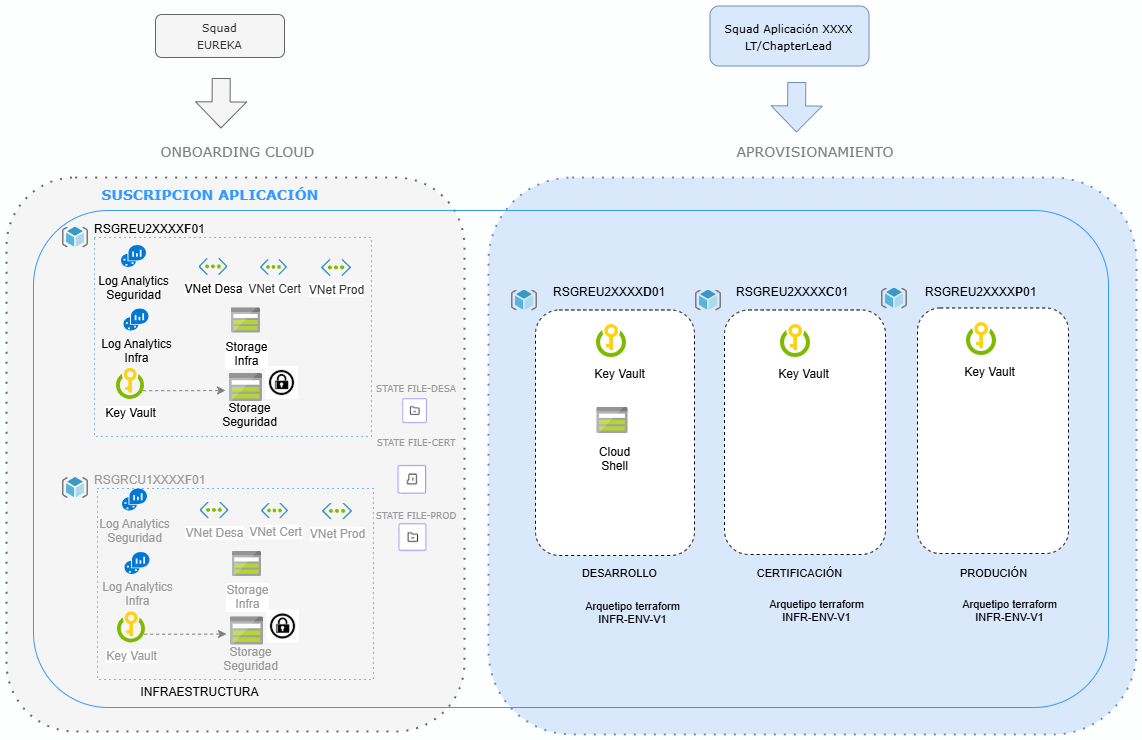 Squad
EUREKA
Squad Aplicación XXXX
LT/ChapterLead
ONBOARDING CLOUD
APROVISIONAMIENTO
SUSCRIPCION APLICACIÓN
RSGREU2XXXXF01
Log Analytics
Seguridad
VNet Desa
VNet Cert
VNet Prod
Log Analytics
Infra
Storage
Infra
Key Vault
Storage
Seguridad
STATE FILE-DESA
STATE FILE-CERT
STATE FILE-PROD
RSGRCU1XXXXF01
Log Analytics
Seguridad
VNet Desa
VNet Cert
VNet Prod
Log Analytics
Infra
Storage
Infra
Key Vault
Storage
Seguridad
INFRAESTRUCTURA
RSGREU2XXXXD01
Key Vault
Cloud
Shell
DESARROLLO
Arquetipo terraform
INFR-ENV-V1
RSGREU2XXXXC01
Key Vault
CERTIFICACIÓN
Arquetipo terraform
INFR-ENV-V1
RSGREU2XXXXP01
Key Vault
PRODUCIÓN
Arquetipo terraform
INFR-ENV-V1